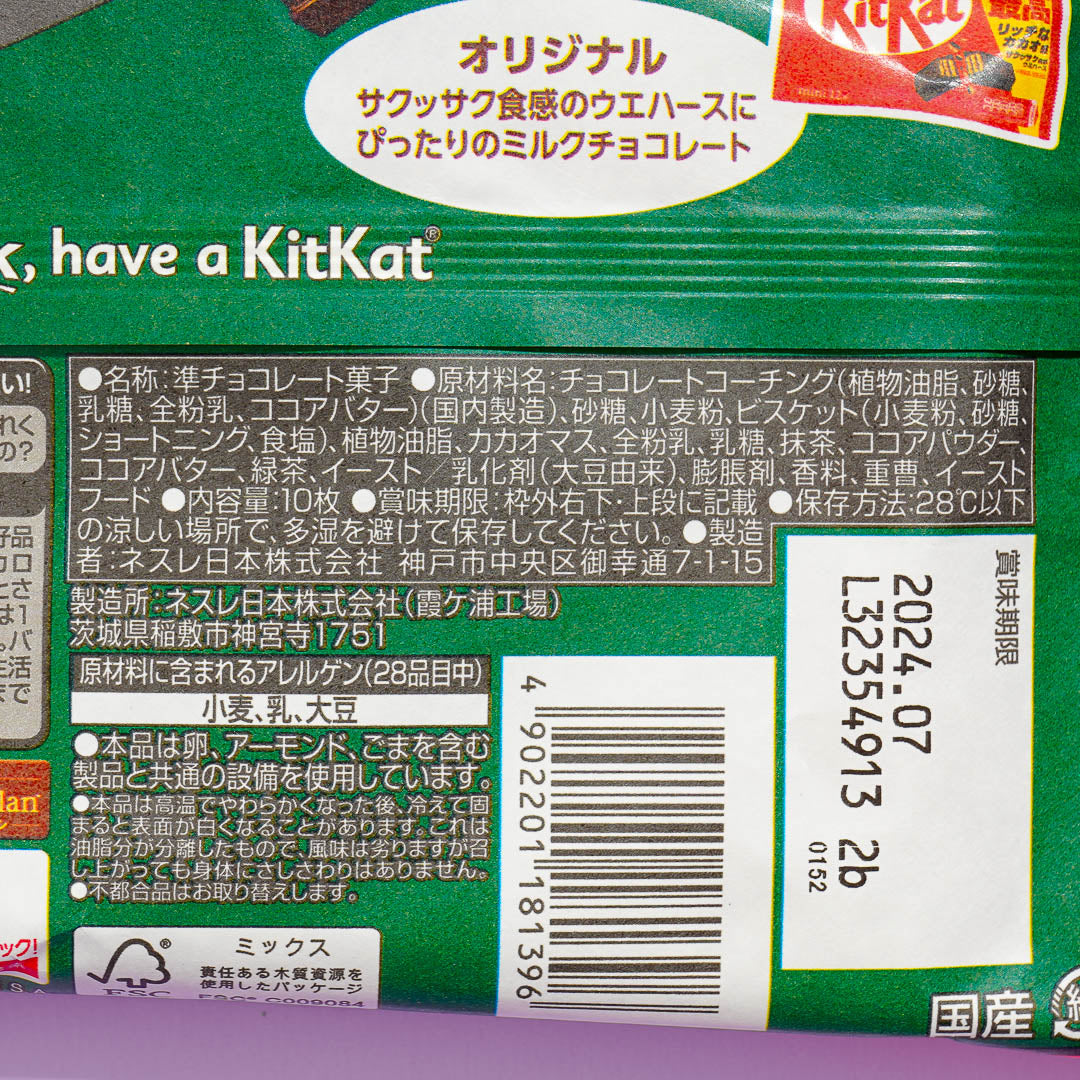 オリジナル
サクッサク食感のウエハースに
ぴったりのミルクチョコレート
KitKat
最高
リッチな
カカオ感
k, have a KitKat®
●名称:準チョコレート菓子 ●原材料名:チョコレートコーチング(植物油脂、砂糖、
乳糖、全粉乳、ココアバター)(国内製造)、砂糖、小麦粉、ビスケット(小麦粉、砂糖、
ショートニング、食塩)、植物油脂、カカオマス、全粉乳、乳糖、抹茶、ココアパウダー、
ココアバター、緑茶、イースト/乳化剤(大豆由来)、膨脹剤、香料、重曹、イースト
フード ●内容量:10枚 ●賞味期限:枠外右下・上段に記載 ●保存方法:28℃以下
の涼しい場所で、多湿を避けて保存してください。 ●製造
者:ネスレ日本株式会社 神戸市中央区御幸通7-1-15
製造所:ネスレ日本株式会社(霞ケ浦工場)
茨城県稲敷市神宮寺1751
原材料に含まれるアレルゲン(28品目中)
小麦、乳、大豆
●本品は卵、アーモンド、ごまを含む
製品と共通の設備を使用しています。
●本品は高温でやわらかくなった後、冷えて固
まると表面が白くなることがあります。これは
油脂分が分離したもので、風味は劣りますが召
し上がっても身体にさしさわりはありません。
●不都合品はお取り替えします。
ミックス
責任ある木質資源を
使用したパッケージ
FSC® C009084
®
FSC
4 902201 181396
賞味期限
2024.07
L32354913 2b
0152
国産
い!
れく
の?
lan
ック!